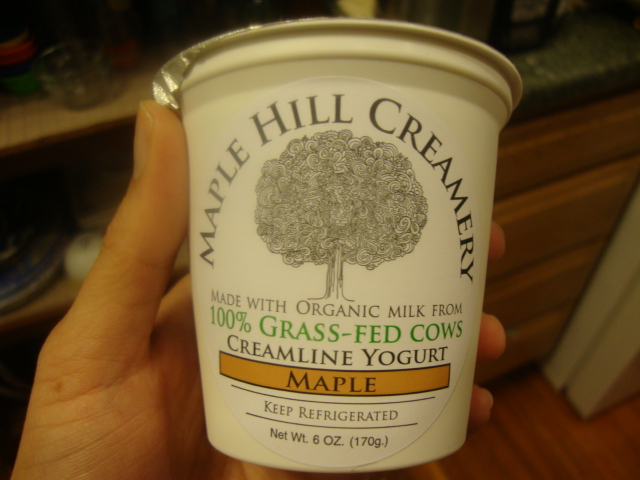 MAPLE HILL CREAMERY
MADE WITH ORGANIC MILK FROM
100% GRASS-FED COWS
CREAMLINE YOGURT
MAPLE
KEEP REFRIGERATED
Net Wt. 6 OZ. (170g.)